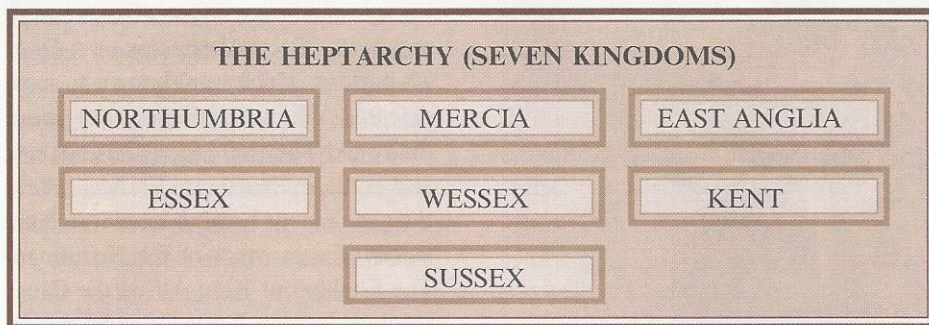 THE HEPTARCHY (SEVEN KINGDOMS)
NORTHUMBRIA MERCIA EAST ANGLIA
ESSEX WESSEX KENT
SUSSEX